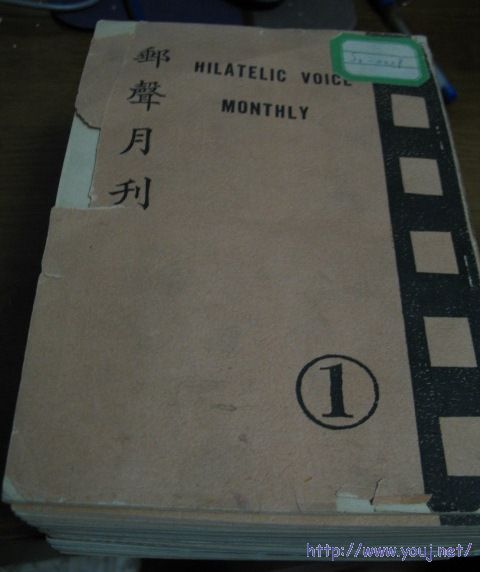 郵聲月刊
HILATELIC VOICE
MONTHLY
1
http://www.youj.net/